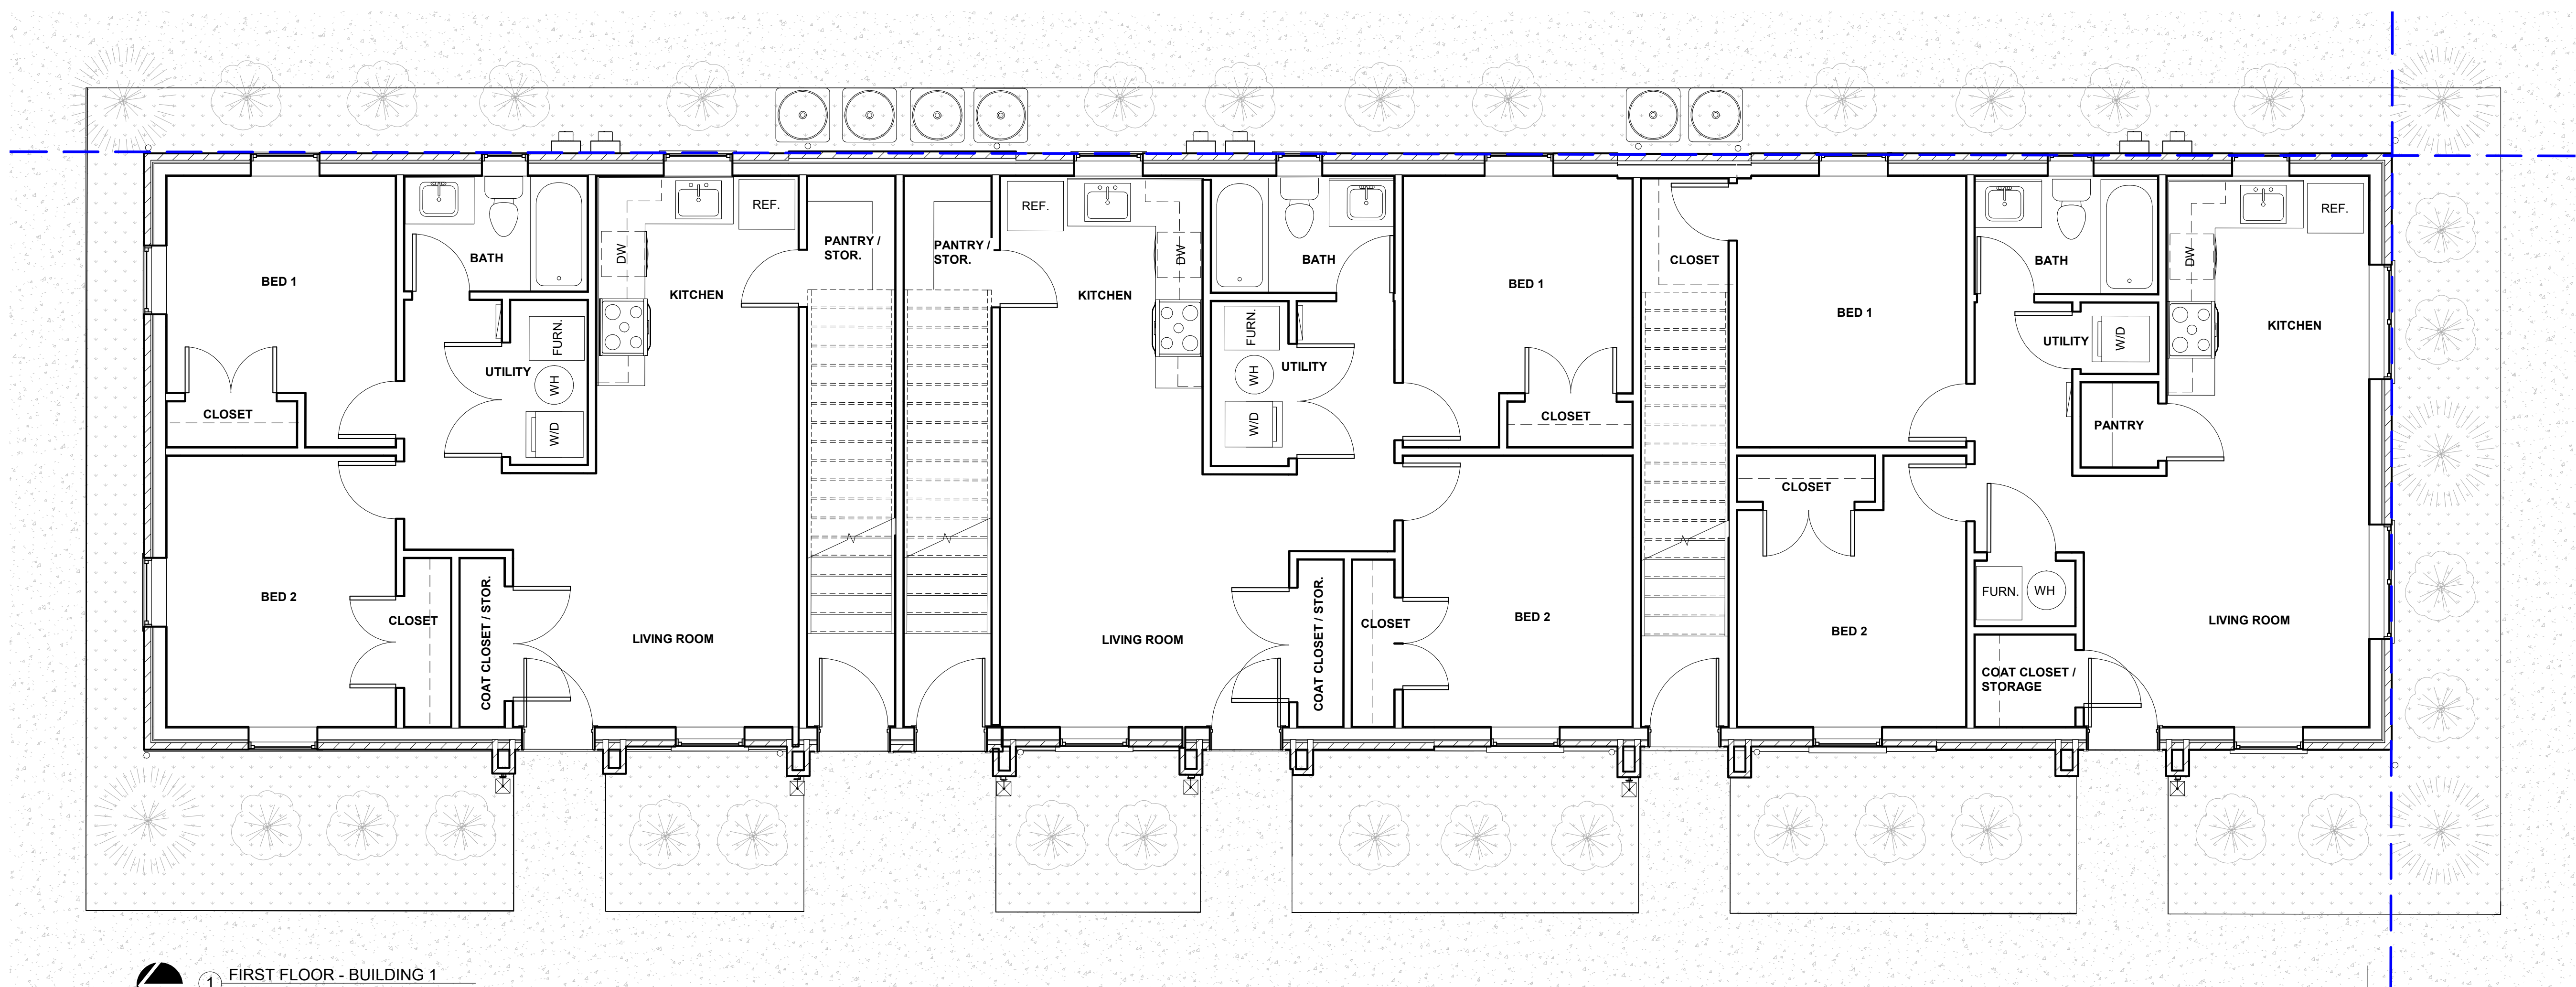 BED 1
BATH
CLOSET
FURN.
UTILITY
WH
W/D
BED 2
CLOSET
COAT CLOSET / STOR.
REF.
DW
KITCHEN
LIVING ROOM
PANTRY /
STOR.
PANTRY /
STOR.
REF.
DW
KITCHEN
LIVING ROOM
BATH
FURN.
UTILITY
WH
W/D
COAT CLOSET / STOR.
CLOSET
BED 1
CLOSET
BED 2
CLOSET
BED 1
CLOSET
BED 2
BATH
UTILITY
W/D
PANTRY
FURN.
WH
COAT CLOSET /
STORAGE
REF.
DW
KITCHEN
LIVING ROOM
1
FIRST FLOOR - BUILDING 1